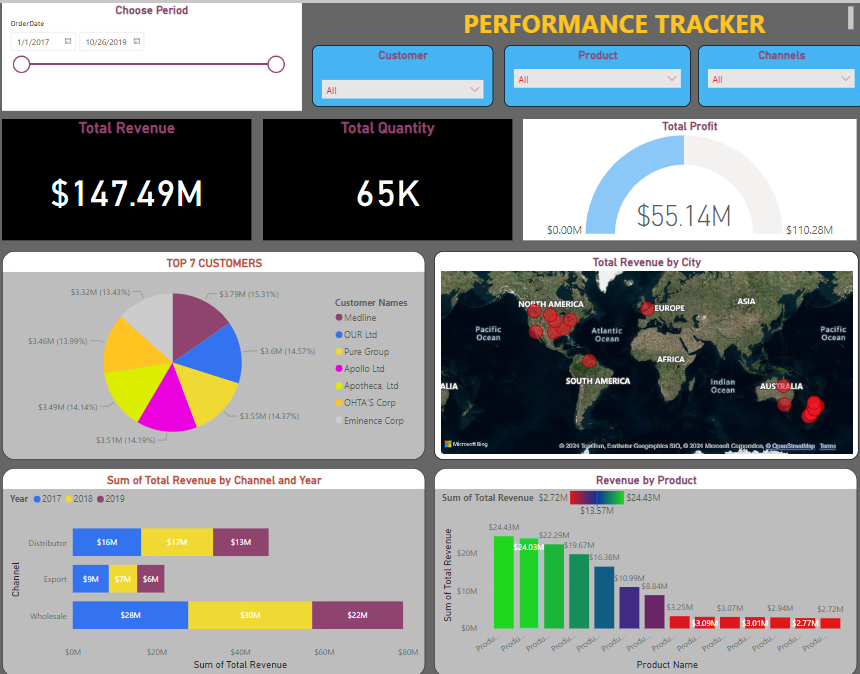 Choose Period
OrderDate
1/1/2017
10/26/2019
PERFORMANCE TRACKER
Customer
All
Product
All
Channels
All
Total Revenue
$147.49M
Total Quantity
65K
Total Profit
$55.14M
$0.00M
$110.28M
TOP 7 CUSTOMERS
$3.32M (13.43%)
$3.79M (15.31%)
$3.46M (13.99%)
$3.6M (14.57%)
$3.49M (14.14%)
$3.55M (14.37%)
$3.51M (14.19%)
Customer Names
Medline
OUR Ltd
Pure Group
Apollo Ltd
Apotheca, Ltd
OHTA'S Corp
Eminence Corp
Total Revenue by City
NORTH AMERICA
EUROPE
ASIA
Pacific
Ocean
Atlantic
Ocean
Pacific
Ocean
AFRICA
SOUTH AMERICA
Indian
Ocean
AUSTRALIA
ALIA
Microsoft Bing
© 2024 TomTom, Earthstar Geographics SIO, © 2024 Microsoft Corporation, © OpenStreetMap Terms
Sum of Total Revenue by Channel and Year
Year 2017 2018 2019
Channel
Distributor $16M $17M $13M
Export $9M $7M $6M
Wholesale $28M $30M $22M
$0M $20M $40M $60M $80M
Sum of Total Revenue
Revenue by Product
Sum of Total Revenue $2.72M $24.43M
$13.57M
Sum of Total Revenue
$20M
$10M
$0M
$24.43M
$24.03M
$22.29M
$19.67M
$16.38M
$10.99M
$8.84M
$3.25M
$3.09M
$3.07M
$3.01M
$2.94M
$2.77M
$2.72M
Produ... Produ... Produ... Produ... Produ... Produ... Produ... Produ... Produ... Produ... Produ... Produ... Produ... Produ...
Product Name